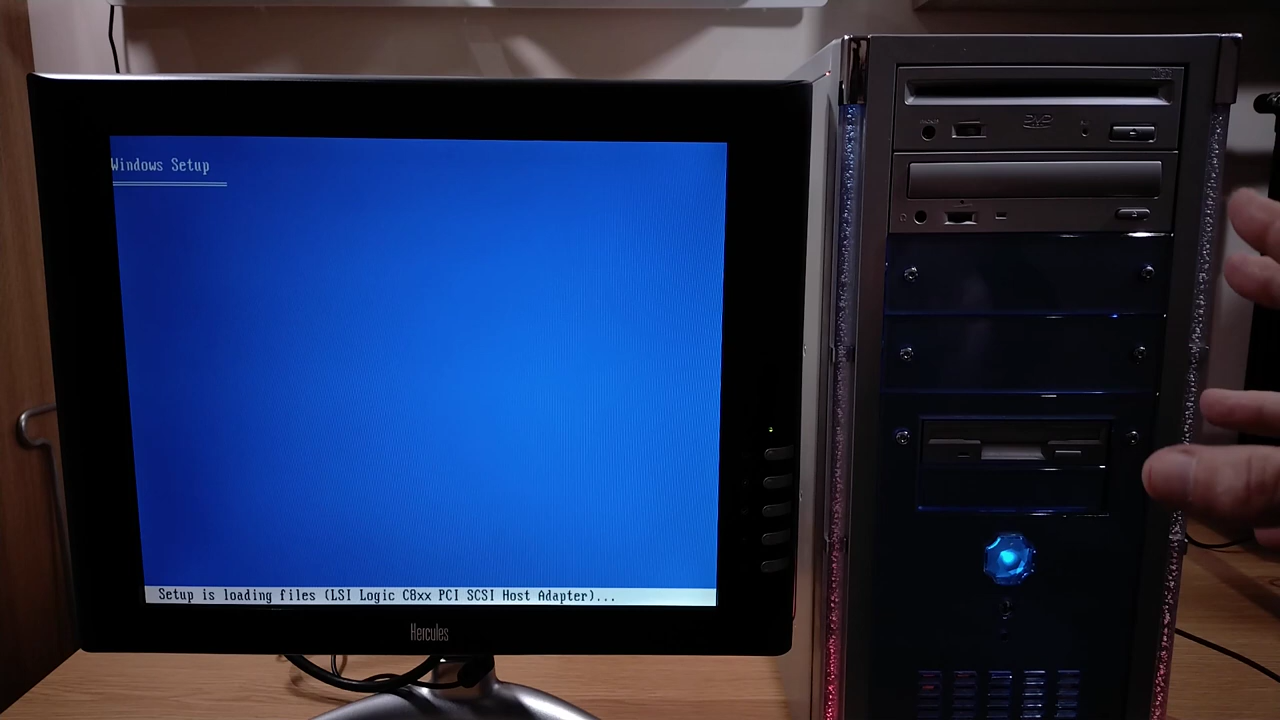 Windows Setup
DVD
Setup is loading files (LSI Logic C8xx PCI SCSI Host Adapter)...
Hercules